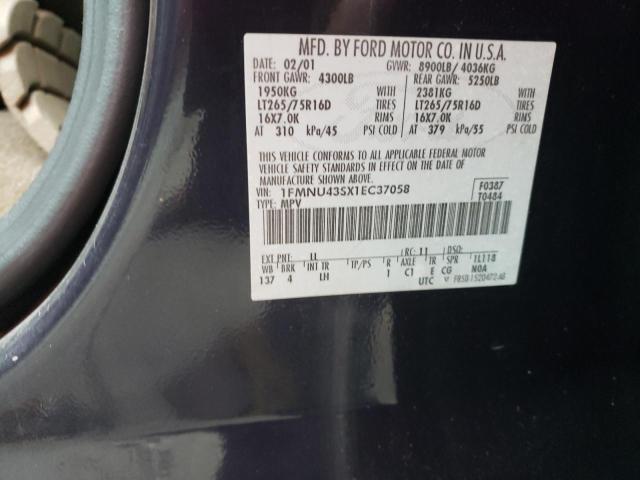 MFD. BY FORD MOTOR CO. IN U.S.A.
DATE: 02/01 GVWR: 8900LB/ 4036KG
FRONT GAWR: 4300LB REAR GAWR: 5250LB
1950KG 2381KG
LT265/75R16D TIRES LT265/75R16D TIRES
16X7.0K RIMS 16X7.0K RIMS
AT 310 kPa/45 PSI COLD AT 379 kPa/55 PSI COLD
THIS VEHICLE CONFORMS TO ALL APPLICABLE FEDERAL MOTOR
VEHICLE SAFETY STANDARDS IN EFFECT ON THE DATE OF
MANUFACTURE SHOWN ABOVE.
VIN: 1FMNU43SX1EC37058 F0387
TYPE: MPV T0484
EXT PNT: LL RC: 11 DSO:
WB BRK INT TR TP/PS R AXLE TR SPR 1L118
137 4 LH 1 C1 E CG NOA
UTC